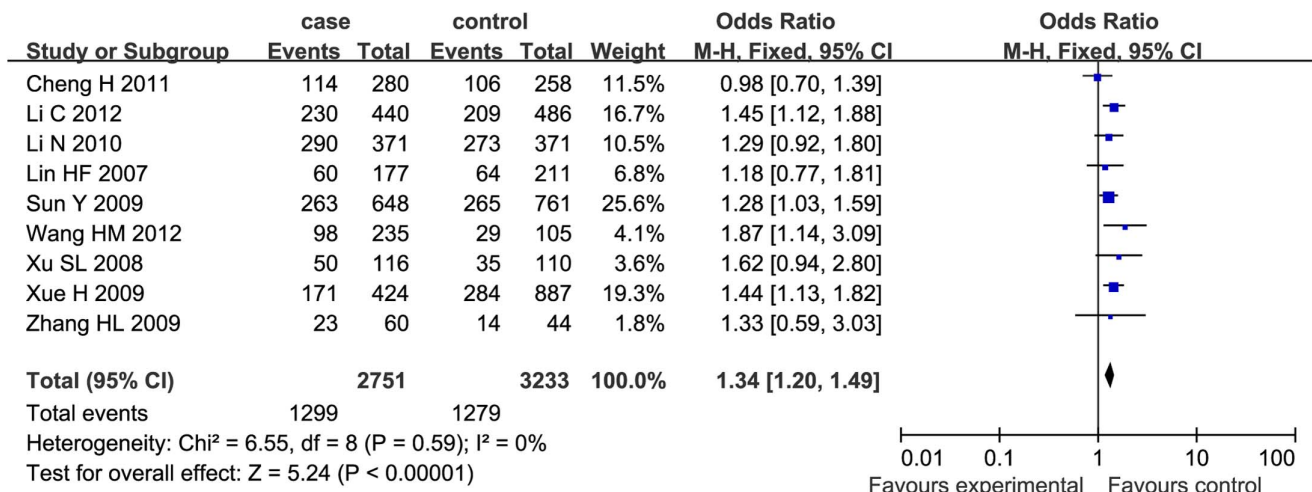 case control Odds Ratio Odds Ratio
Study or Subgroup Events Total Events Total Weight M-H, Fixed, 95% CI M-H, Fixed, 95% CI
Cheng H 2011 114 280 106 258 11.5% 0.98 [0.70, 1.39]
Li C 2012 230 440 209 486 16.7% 1.45 [1.12, 1.88]
Li N 2010 290 371 273 371 10.5% 1.29 [0.92, 1.80]
Lin HF 2007 60 177 64 211 6.8% 1.18 [0.77, 1.81]
Sun Y 2009 263 648 265 761 25.6% 1.28 [1.03, 1.59]
Wang HM 2012 98 235 29 105 4.1% 1.87 [1.14, 3.09]
Xu SL 2008 50 116 35 110 3.6% 1.62 [0.94, 2.80]
Xue H 2009 171 424 284 887 19.3% 1.44 [1.13, 1.82]
Zhang HL 2009 23 60 14 44 1.8% 1.33 [0.59, 3.03]
Total (95% CI) 2751 3233 100.0% 1.34 [1.20, 1.49]
Total events 1299 1279
Heterogeneity: Chi² = 6.55, df = 8 (P = 0.59); I² = 0%
Test for overall effect: Z = 5.24 (P < 0.00001)
0.01 0.1 1 10 100
Favours experimental Favours control